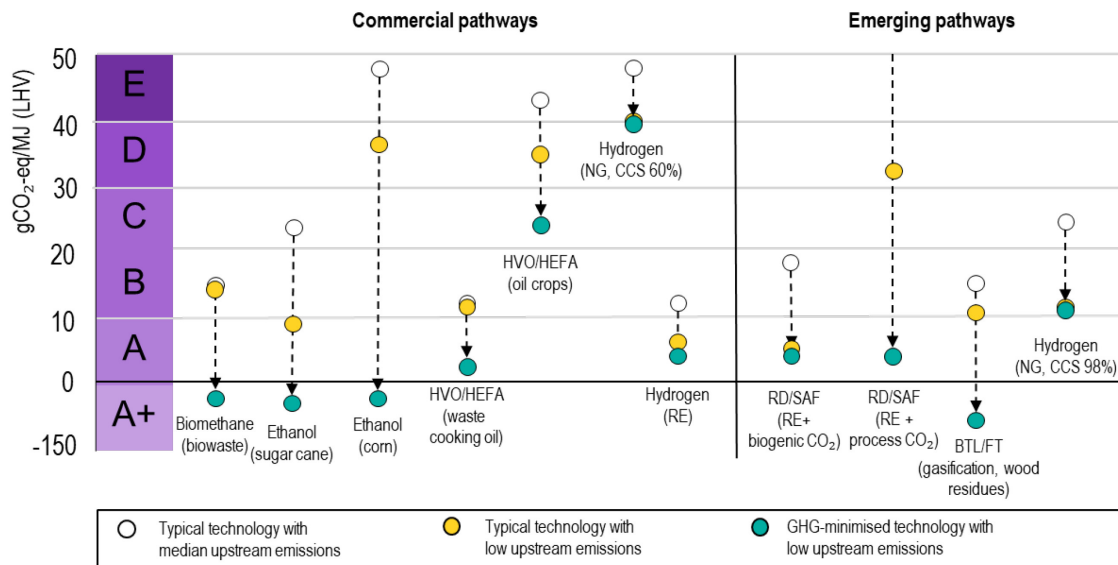 Commercial pathways
Emerging pathways
gCO₂-eq/MJ (LHV)
50
40
30
20
10
0
-150
E
D
C
B
A
A+
Biomethane
(biowaste)
Ethanol
(sugar cane)
Ethanol
(corn)
HVO/HEFA
(waste
cooking oil)
HVO/HEFA
(oil crops)
Hydrogen
(NG, CCS 60%)
Hydrogen
(RE)
RD/SAF
(RE+
biogenic CO₂)
RD/SAF
(RE +
process CO₂)
BTL/FT
(gasification, wood
residues)
Hydrogen
(NG, CCS 98%)
Typical technology with
median upstream emissions
Typical technology with
low upstream emissions
GHG-minimised technology with
low upstream emissions